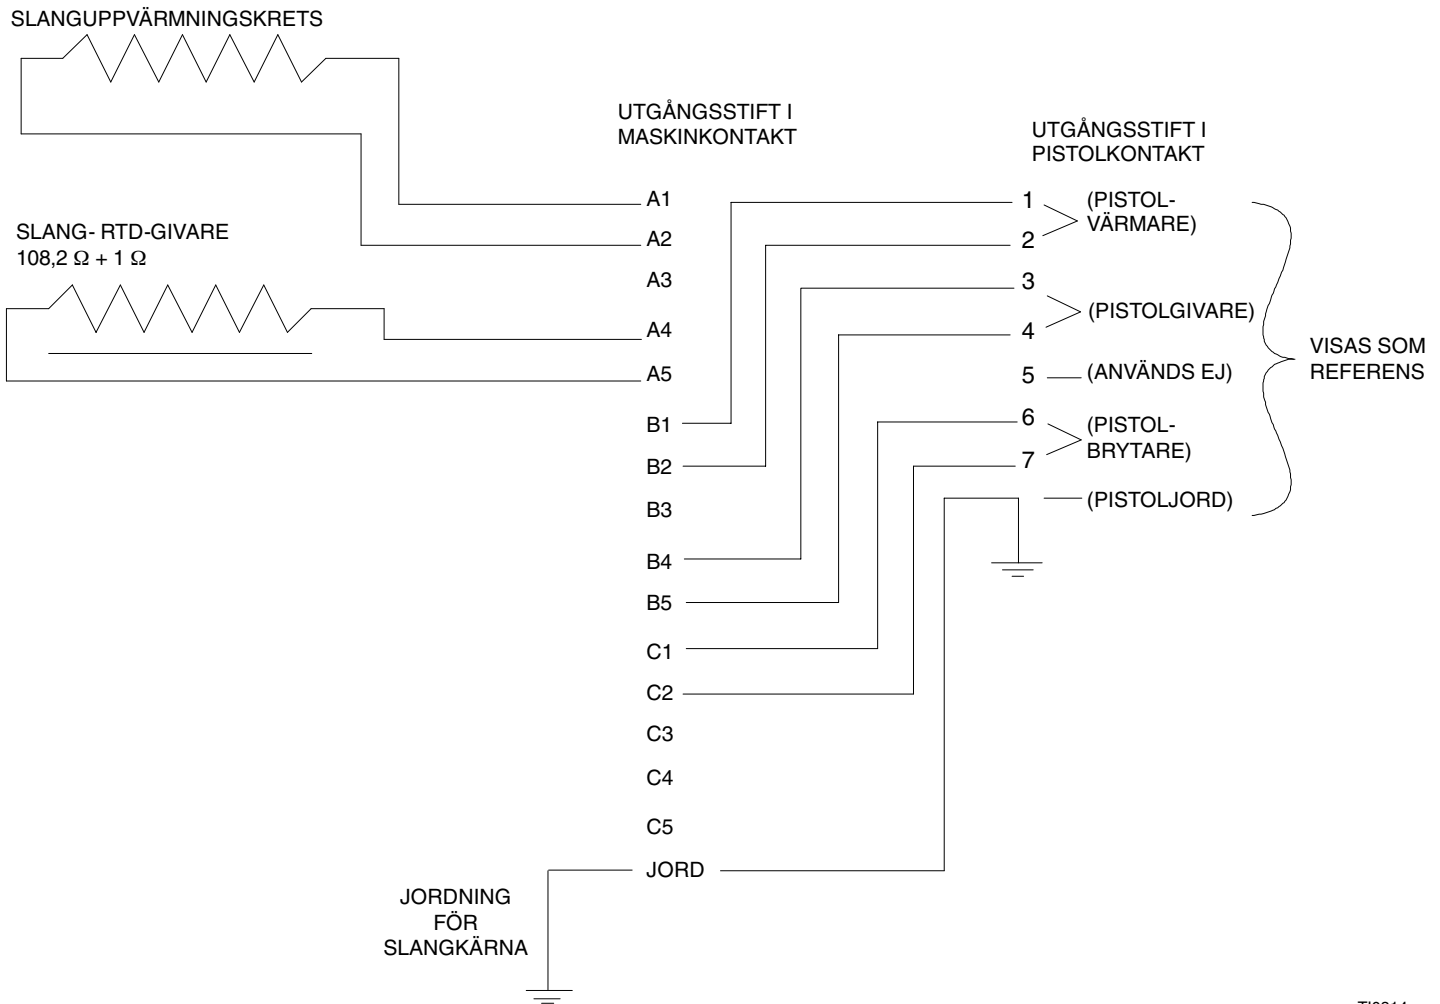 SLANGUPPVÄRMNINGSKRETS
UTGÅNGSSTIFT I
MASKINKONTAKT
UTGÅNGSSTIFT I
PISTOLKONTAKT
SLANG- RTD-GIVARE
108,2 Ω + 1 Ω
A1
A2
A3
A4
A5
B1
B2
B3
B4
B5
C1
C2
C3
C4
C5
JORD
1
2
(PISTOL-
VÄRMARE)
3
4
(PISTOLGIVARE)
5
(ANVÄNDS EJ)
6
7
(PISTOL-
BRYTARE)
(PISTOLJORD)
VISAS SOM
REFERENS
JORDNING
FÖR
SLANGKÄRNA